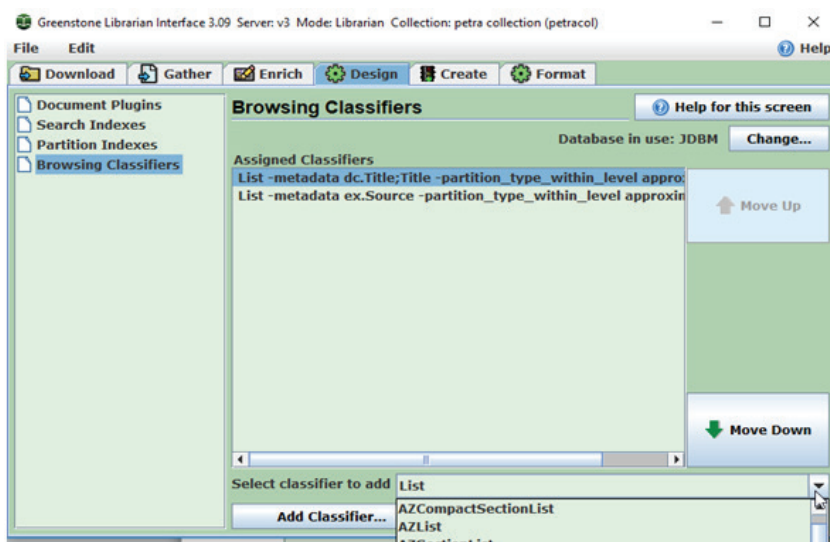 Greenstone Librarian Interface 3.09 Server: v3 Mode: Librarian Collection: petra collection (petracol)
File Edit Help
Download Gather Enrich Design Create Format
Document Plugins
Search Indexes
Partition Indexes
Browsing Classifiers
Browsing Classifiers
Help for this screen
Database in use: JDBM Change...
Assigned Classifiers
List -metadata dc.Title;Title -partition_type_within_level appro
List -metadata ex.Source -partition_type_within_level approxin
Move Up
Move Down
Select classifier to add List
Add Classifier...
AZCompactSectionList
AZList
AZSectionList